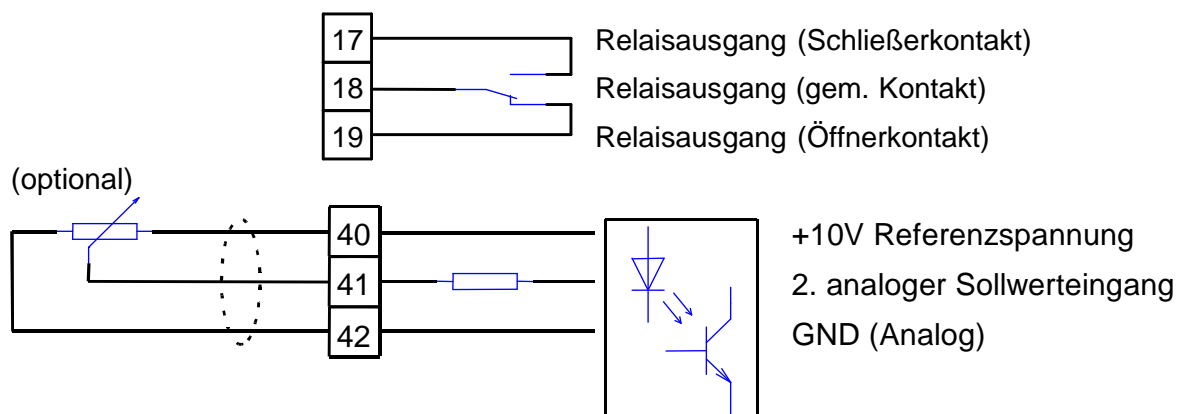 17 Relaisausgang (Schließerkontakt)
18 Relaisausgang (gem. Kontakt)
19 Relaisausgang (Öffnerkontakt)
(optional)
40 +10V Referenzspannung
41 2. analoger Sollwerteingang
42 GND (Analog)